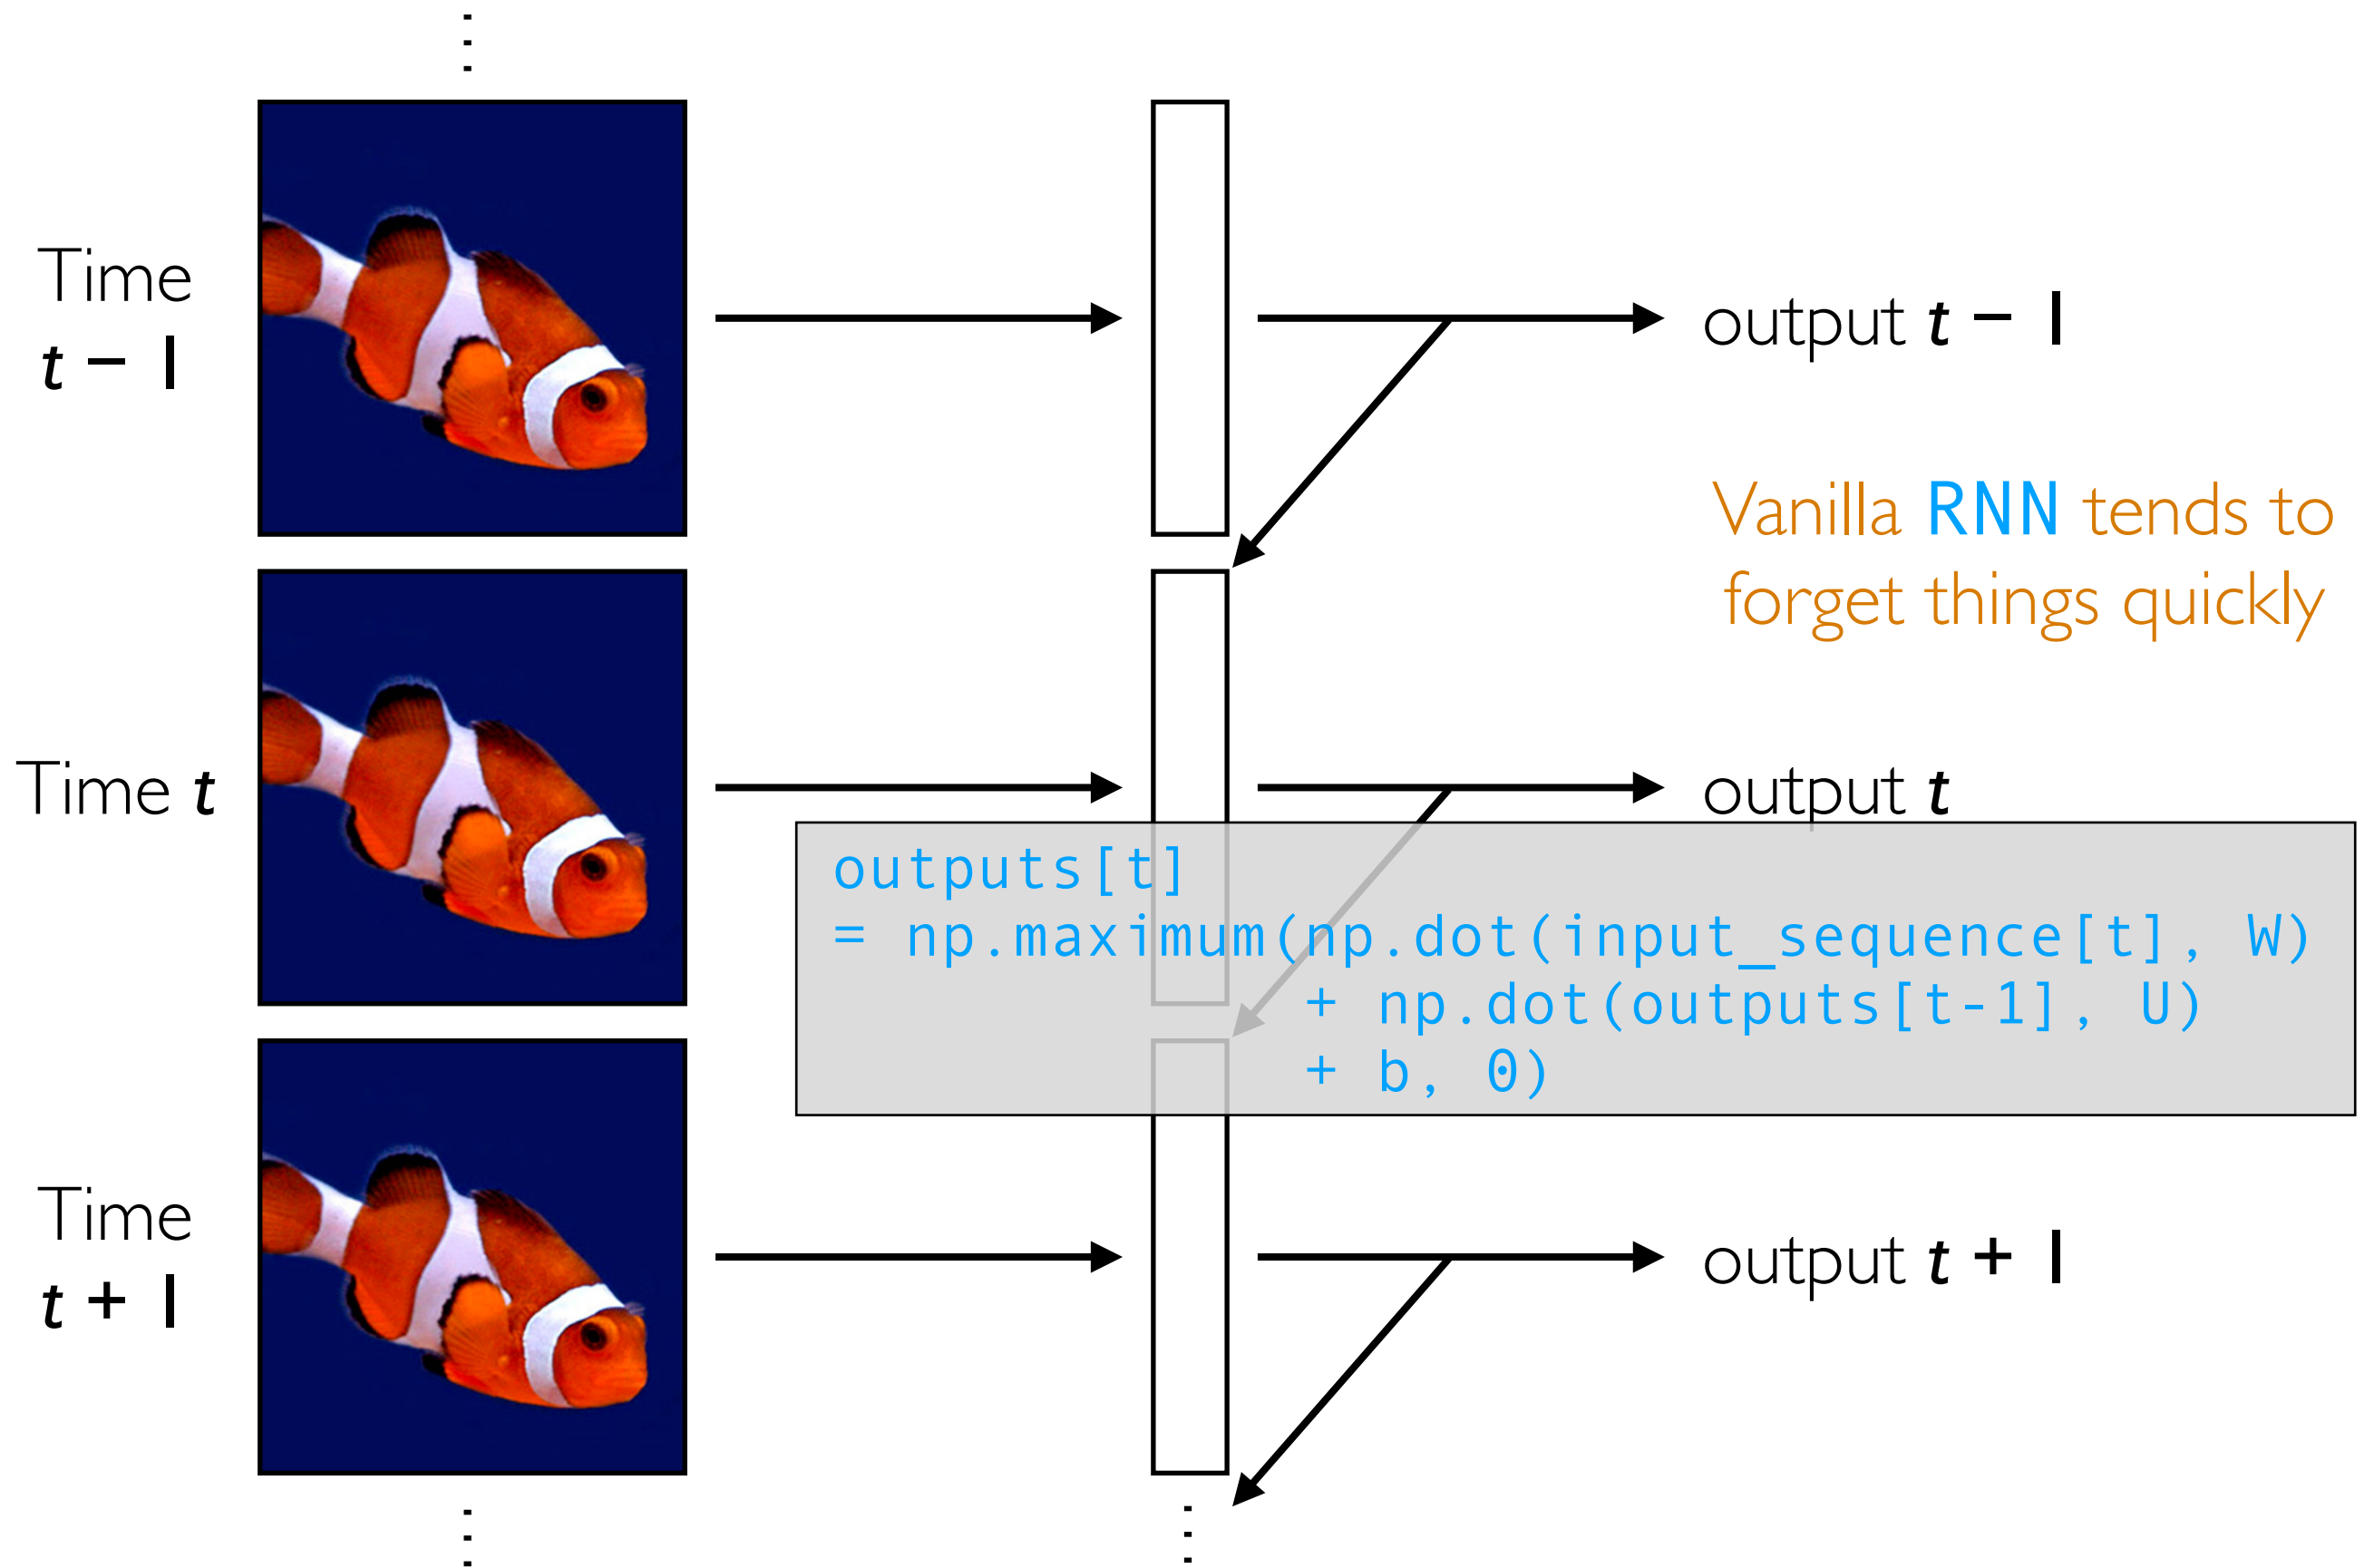 Time
t − 1
output t − 1
Vanilla RNN tends to
forget things quickly
Time t
output t
outputs[t]
= np.maximum(np.dot(input_sequence[t], W)
+ np.dot(outputs[t-1], U)
+ b, 0)
Time
t + 1
output t + 1